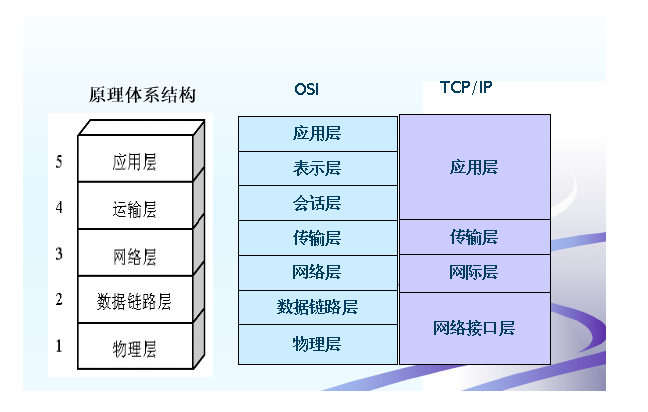 原理体系结构
5 应用层
4 运输层
3 网络层
2 数据链路层
1 物理层
OSI
应用层
表示层
会话层
传输层
网络层
数据链路层
物理层
TCP/IP
应用层
传输层
网际层
网络接口层